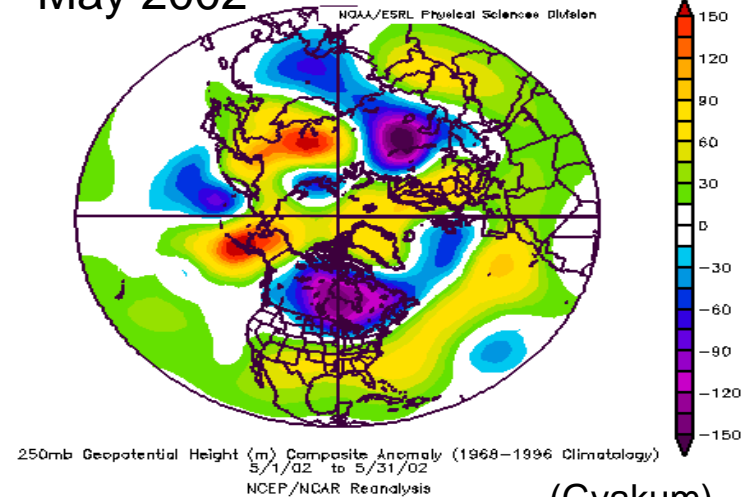 May 2002
NOAA/ESRL Physical Sciences Division
150
120
90
60
30
0
-30
-60
-90
-120
-150
250mb Geopotential Height (m) Composite Anomaly (1968-1996 Climatology)
5/1/02 to 5/31/02
NCEP/NCAR Reanalysis
(Gyakum)